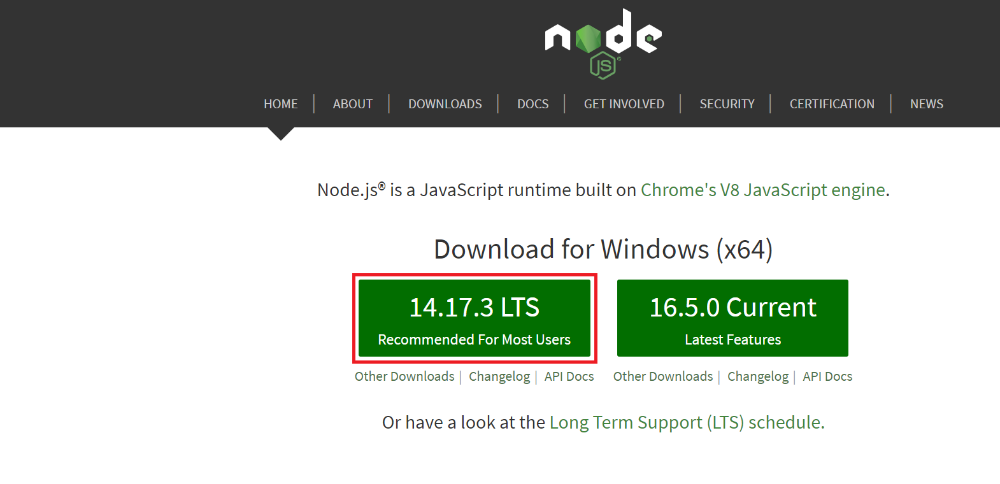 node
JS®
HOME | ABOUT | DOWNLOADS | DOCS | GET INVOLVED | SECURITY | CERTIFICATION | NEWS
Node.js® is a JavaScript runtime built on Chrome's V8 JavaScript engine.
Download for Windows (x64)
14.17.3 LTS
Recommended For Most Users
16.5.0 Current
Latest Features
Other Downloads | Changelog | API Docs
Other Downloads | Changelog | API Docs
Or have a look at the Long Term Support (LTS) schedule.